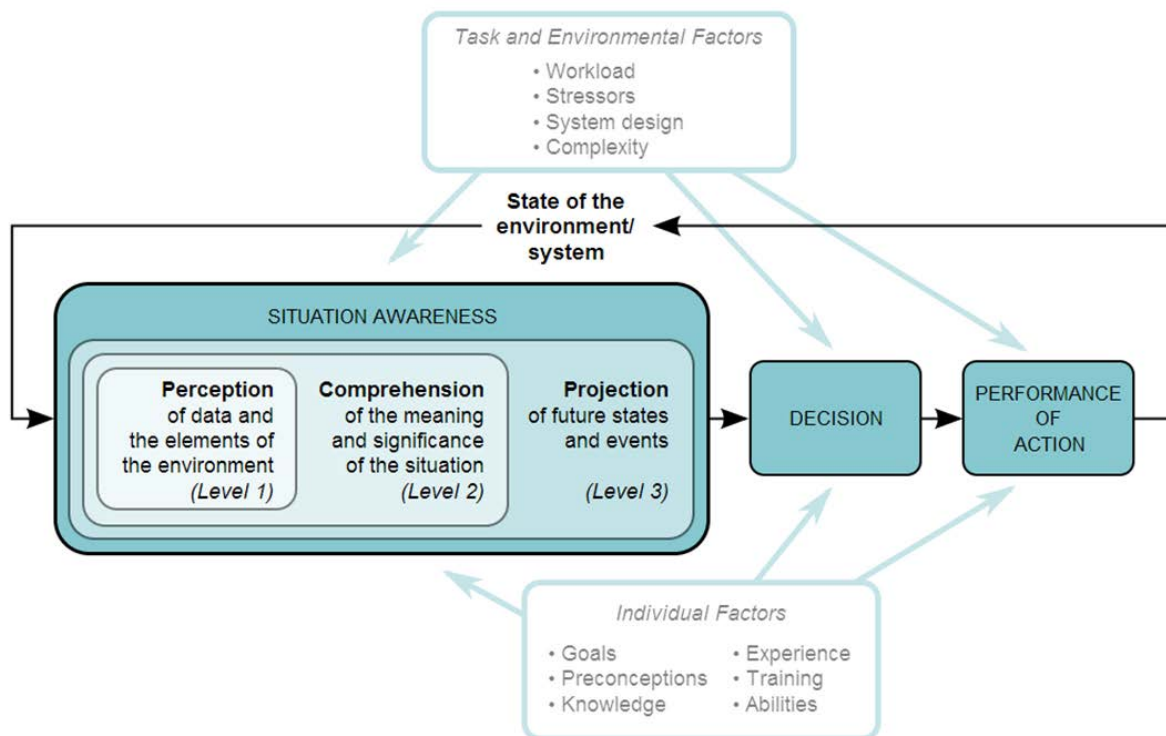 Task and Environmental Factors
• Workload
• Stressors
• System design
• Complexity
State of the
environment/
system
SITUATION AWARENESS
Perception
of data and
the elements of
the environment
(Level 1)
Comprehension
of the meaning
and significance
of the situation
(Level 2)
Projection
of future states
and events
(Level 3)
DECISION
PERFORMANCE
OF
ACTION
Individual Factors
• Goals
• Preconceptions
• Knowledge
• Experience
• Training
• Abilities